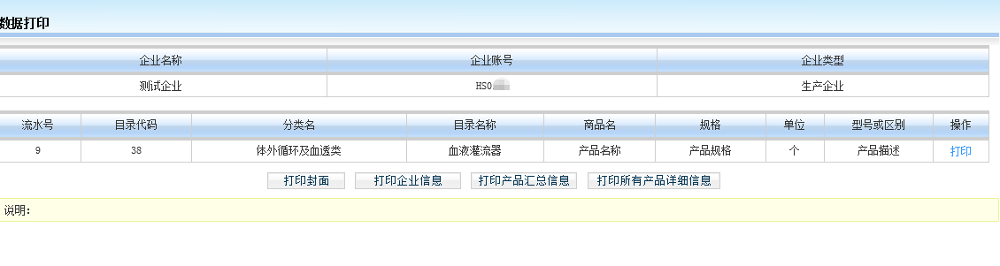 数据打印
企业名称 企业账号 企业类型
测试企业 HS0 生产企业
流水号 目录代码 分类名 目录名称 商品名 规格 单位 型号或区别 操作
9 38 体外循环及血透类 血液灌流器 产品名称 产品规格 个 产品描述 打印
打印封面 打印企业信息 打印产品汇总信息 打印所有产品详细信息
说明: